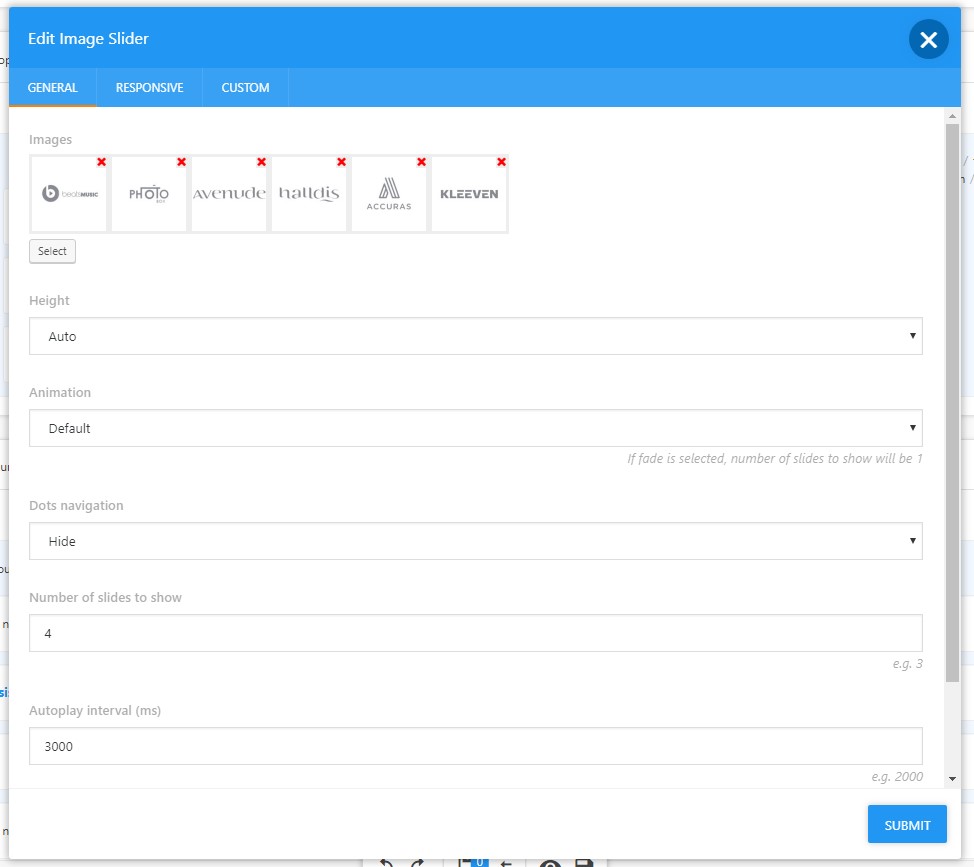 Edit Image Slider
GENERAL RESPONSIVE CUSTOM
Images
beatsMUSIC PHOTO avenude hattdis ACCURAS KLEEVEN
Select
Height
Auto
Animation
Default
If fade is selected, number of slides to show will be 1
Dots navigation
Hide
Number of slides to show
4
e.g. 3
Autoplay interval (ms)
3000
e.g. 2000
SUBMIT
0